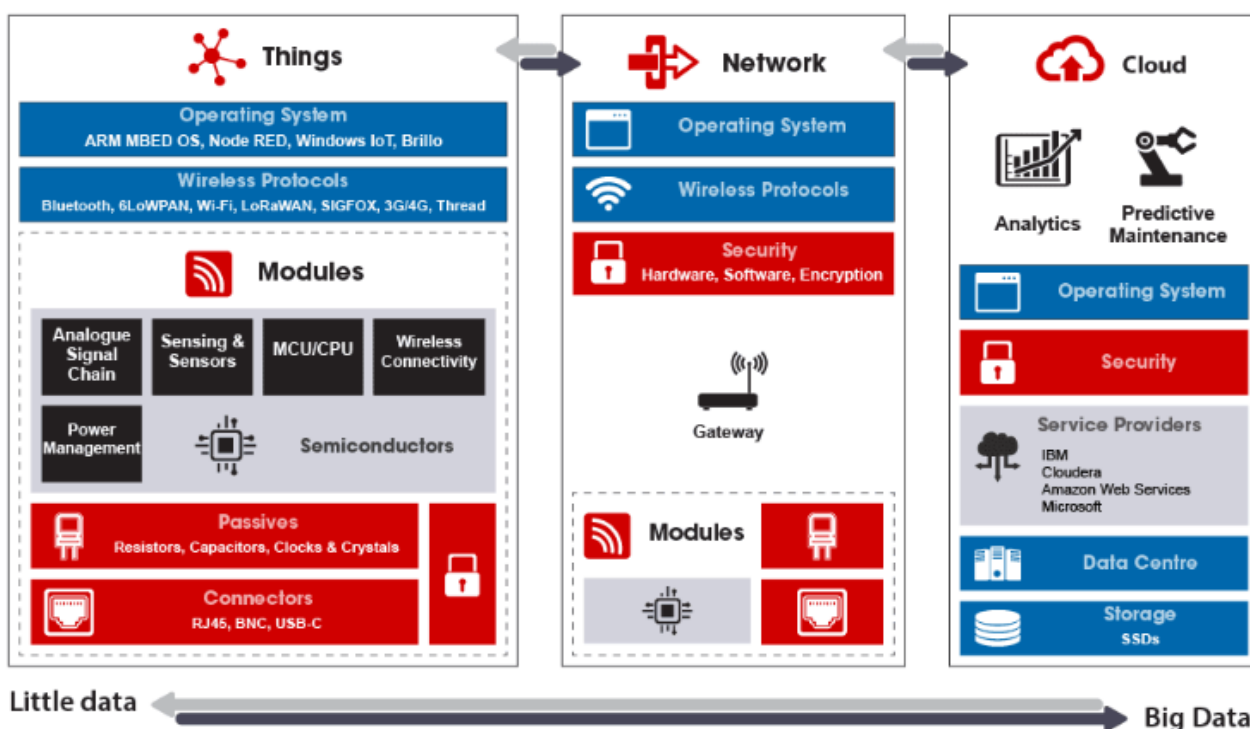 Things
Operating System
ARM MBED OS, Node RED, Windows IoT, Brillo
Wireless Protocols
Bluetooth, 6LoWPAN, Wi-Fi, LoRaWAN, SIGFOX, 3G/4G, Thread
Modules
Analogue
Signal
Chain
Sensing &
Sensors
MCU/CPU
Wireless
Connectivity
Power
Management
Semiconductors
Passives
Resistors, Capacitors, Clocks & Crystals
Connectors
RJ45, BNC, USB-C
Network
Operating System
Wireless Protocols
Security
Hardware, Software, Encryption
Gateway
Modules
Cloud
Analytics
Predictive
Maintenance
Operating System
Security
Service Providers
IBM
Cloudera
Amazon Web Services
Microsoft
Data Centre
Storage
SSDs
Little data
Big Data